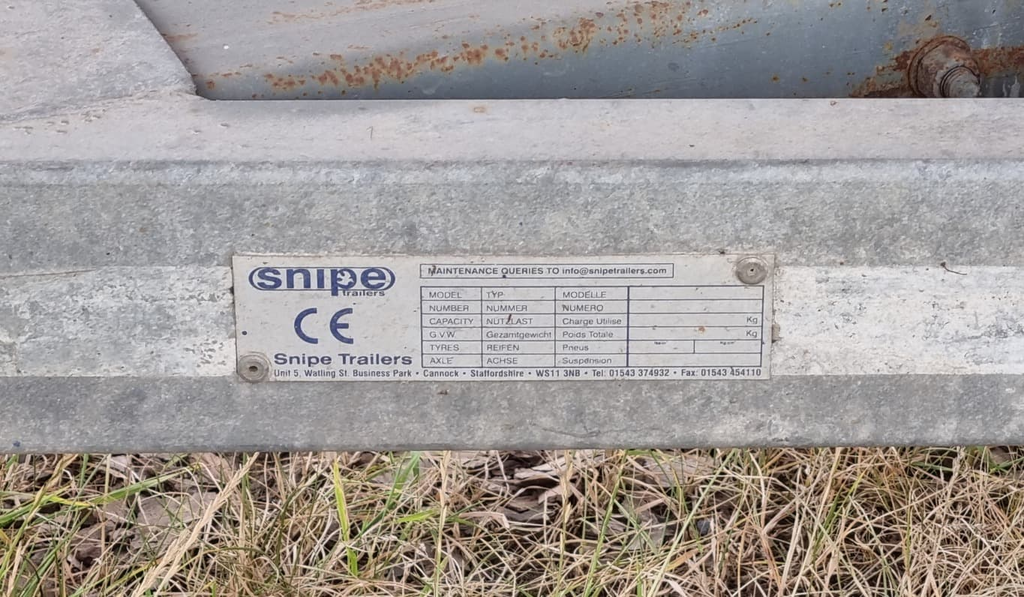 snipe
trailers
CE
Snipe Trailers
MAINTENANCE QUERIES TO info@snipetrailers.com
MODEL TYP MODELLE
NUMBER NUMMER NUMERO
CAPACITY NUTZLAST Charge Utilise Kg
G.V.W. Gezamtgewicht Poids Totale Kg
TYRES REIFEN Pneus
AXLE ACHSE Suspension
Unit 5, Watling St. Business Park • Cannock • Staffordshire • WS11 3NB • Tel: 01543 374932 • Fax: 01543 454110